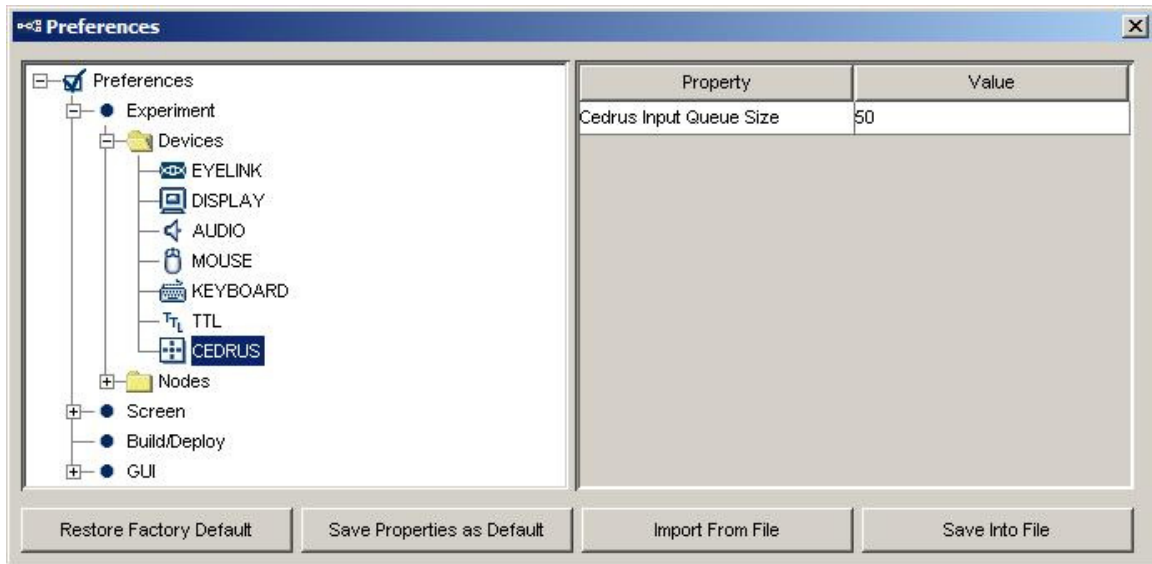 Preferences
Preferences
Experiment
Devices
EYELINK
DISPLAY
AUDIO
MOUSE
KEYBOARD
TTL
CEDRUS
Nodes
Screen
Build/Deploy
GUI
Property Value
Cedrus Input Queue Size 50
Restore Factory Default Save Properties as Default Import From File Save Into File